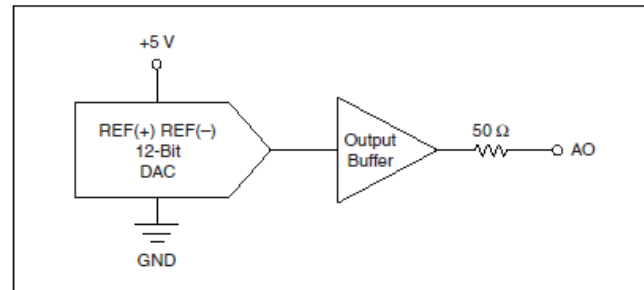 +5 V
REF(+) REF(–)
12-Bit
DAC
GND
Output
Buffer
50 Ω
AO